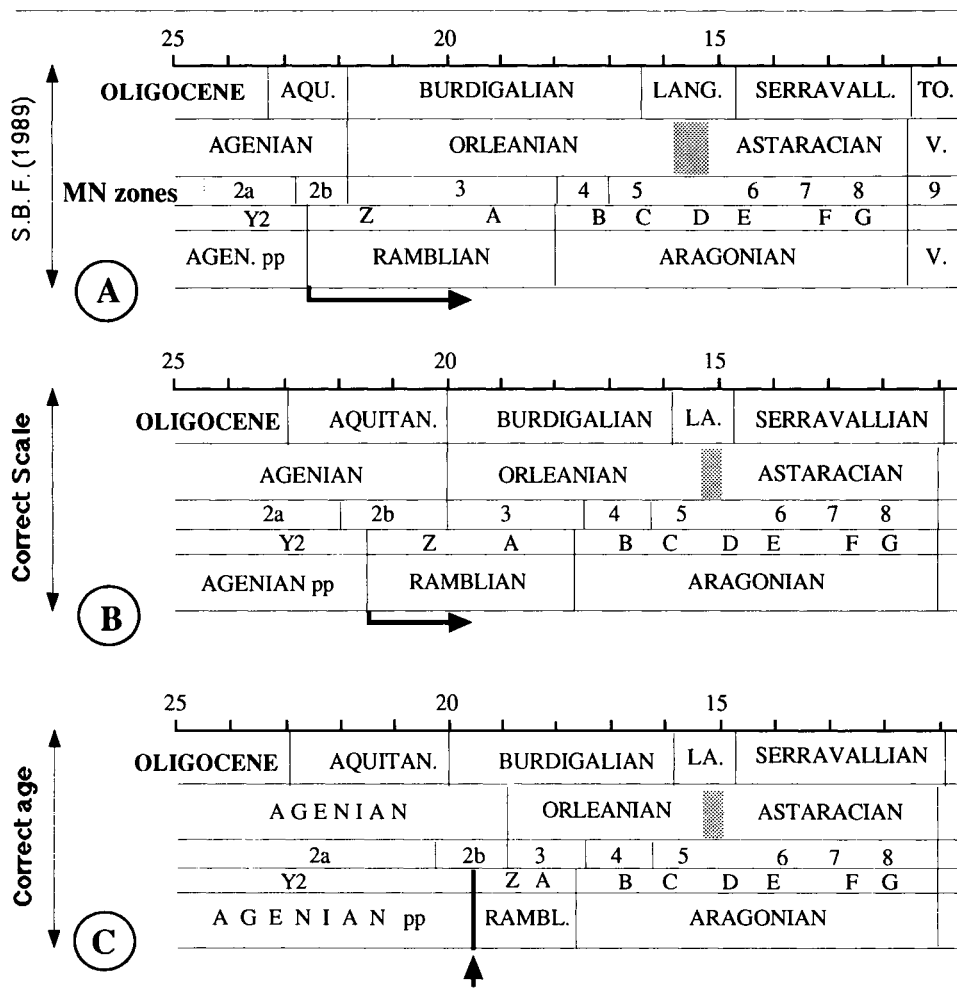 25 20 15
S.B.F. (1989)
OLIGOCENE AQU. BURDIGALIAN LANG. SERRAVALL. TO.
AGENIAN ORLEANIAN ASTARACIAN V.
MN zones 2a 2b 3 4 5 6 7 8 9
Y2 Z A B C D E F G
AGEN. pp RAMBLIAN ARAGONIAN V.
A
25 20 15
Correct Scale
OLIGOCENE AQUITAN. BURDIGALIAN LA. SERRAVALLIAN
AGENIAN ORLEANIAN ASTARACIAN
2a 2b 3 4 5 6 7 8
Y2 Z A B C D E F G
AGENIAN pp RAMBLIAN ARAGONIAN
B
25 20 15
Correct age
OLIGOCENE AQUITAN. BURDIGALIAN LA. SERRAVALLIAN
AGENIAN ORLEANIAN ASTARACIAN
2a 2b 3 4 5 6 7 8
Y2 Z A B C D E F G
AGENIAN pp RAMBL. ARAGONIAN
C